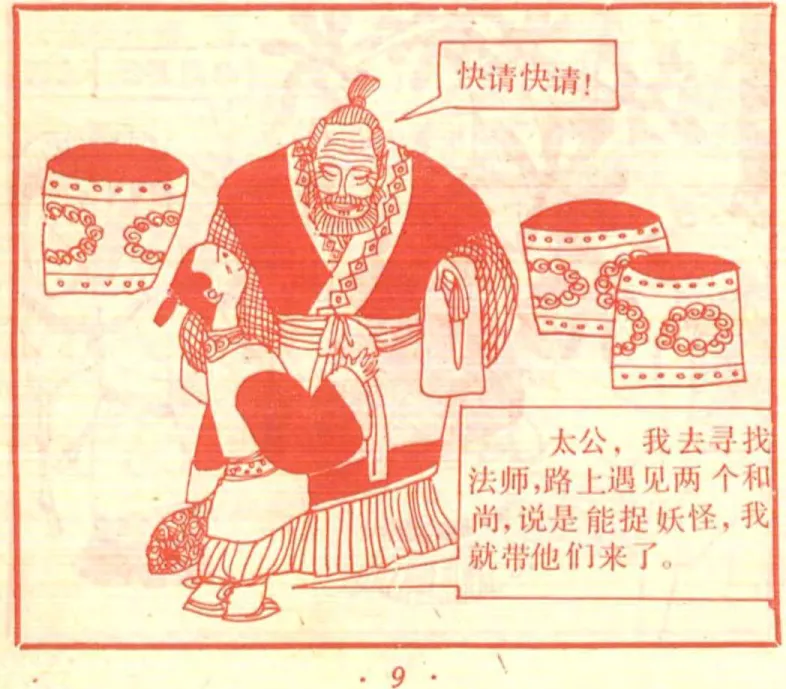 快请快请!
太公，我去寻找
法师，路上遇见两个和
尚，说是能捉妖怪，我
就带他们来了。
· 9 ·